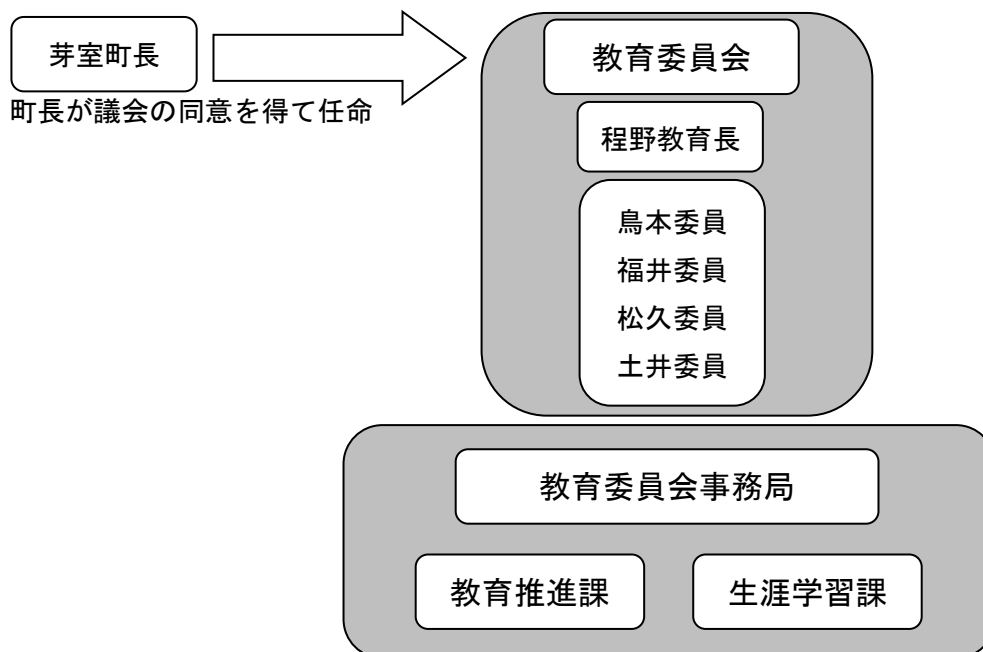 芽室町長
町長が議会の同意を得て任命
教育委員会
程野教育長
鳥本委員
福井委員
松久委員
土井委員
教育委員会事務局
教育推進課
生涯学習課